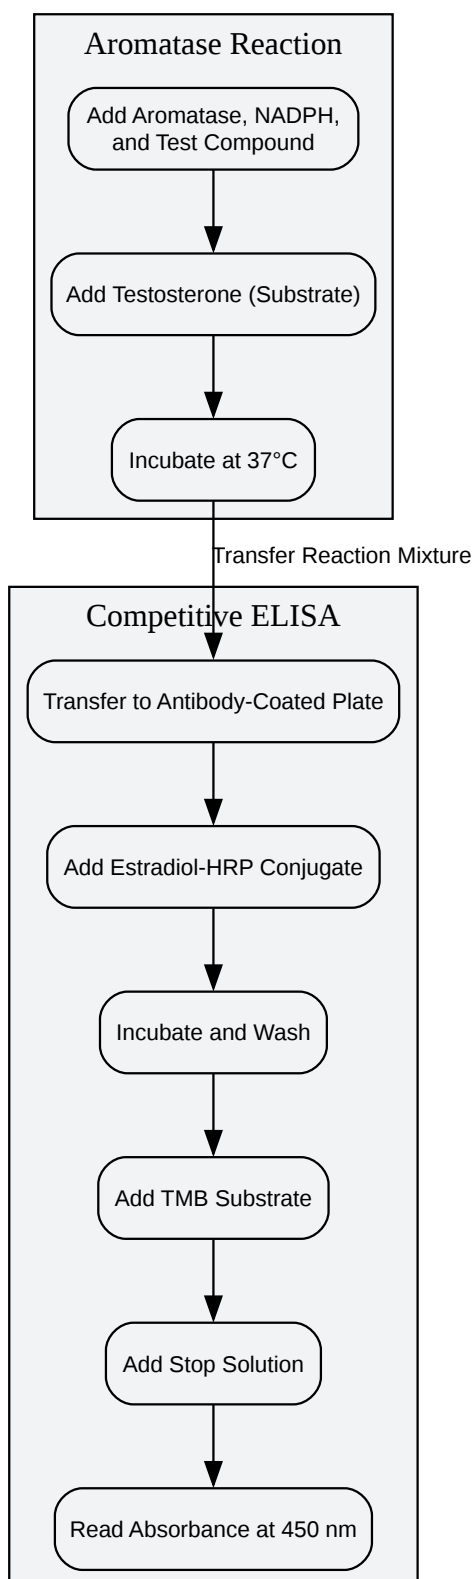 Aromatase Reaction
Add Aromatase, NADPH,
and Test Compound
Add Testosterone (Substrate)
Incubate at 37°C
Transfer Reaction Mixture
Competitive ELISA
Transfer to Antibody-Coated Plate
Add Estradiol-HRP Conjugate
Incubate and Wash
Add TMB Substrate
Add Stop Solution
Read Absorbance at 450 nm